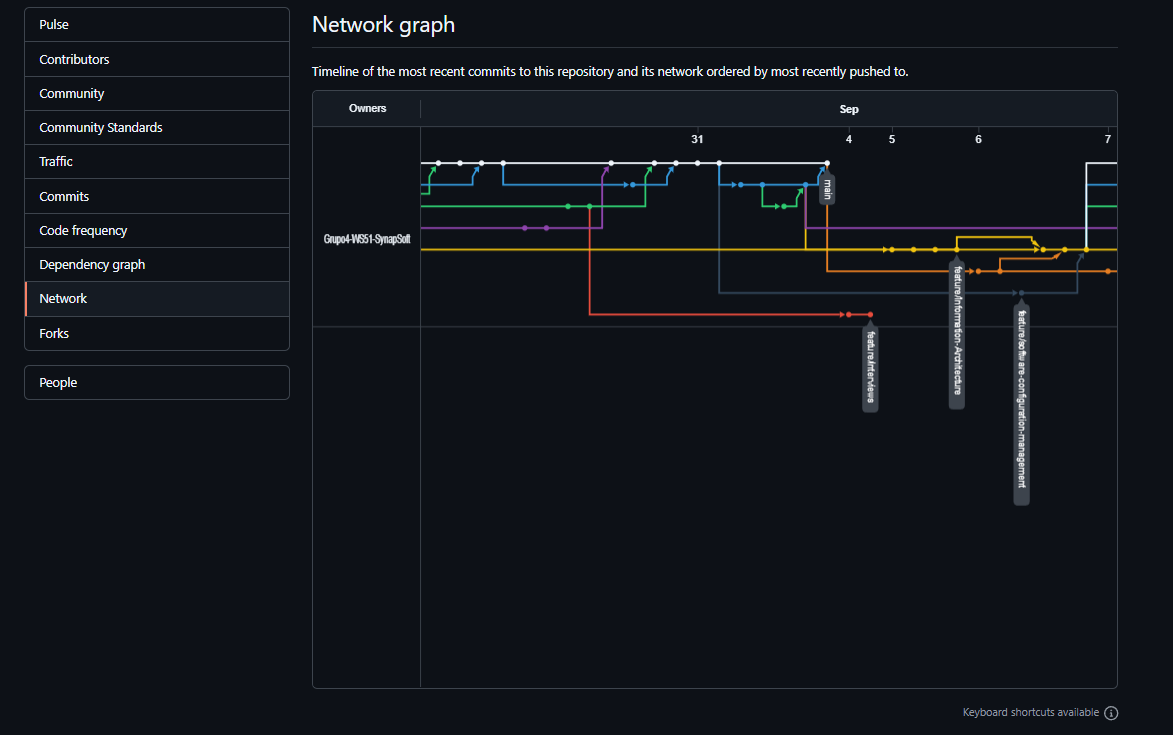 Pulse
Contributors
Community
Community Standards
Traffic
Commits
Code frequency
Dependency graph
Network
Forks
People
Network graph
Timeline of the most recent commits to this repository and its network ordered by most recently pushed to.
Owners
Sep
31 4 5 6 7
Grupo4-WS51-SynapSoft
main
feature/interviews
feature/Information-Architecture
feature/software-configuration-management
Keyboard shortcuts available